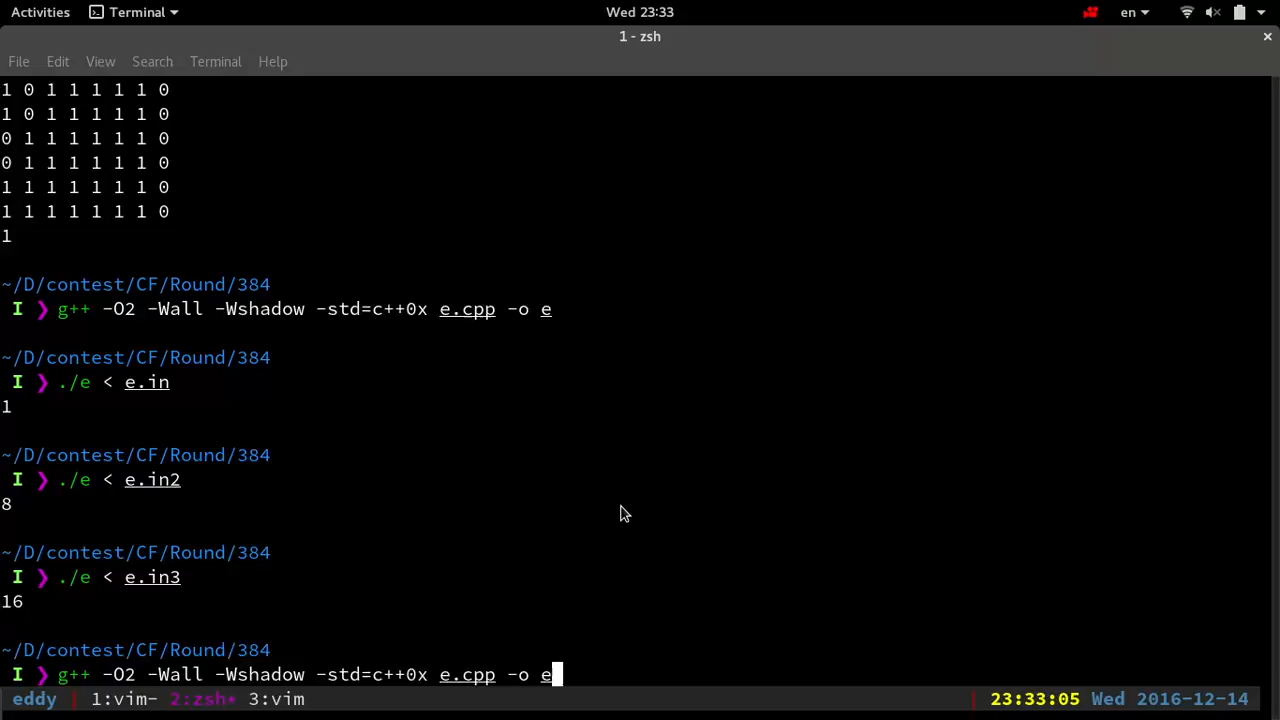 Activities Terminal Wed 23:33 en
1 - zsh ×
File Edit View Search Terminal Help
1 0 1 1 1 1 1 0
1 0 1 1 1 1 1 0
0 1 1 1 1 1 1 0
0 1 1 1 1 1 1 0
1 1 1 1 1 1 1 0
1 1 1 1 1 1 1 0
1
~/D/contest/CF/Round/384
I ❯ g++ -O2 -Wall -Wshadow -std=c++0x e.cpp -o e
~/D/contest/CF/Round/384
I ❯ ./e < e.in
1
~/D/contest/CF/Round/384
I ❯ ./e < e.in2
8
~/D/contest/CF/Round/384
I ❯ ./e < e.in3
16
~/D/contest/CF/Round/384
I ❯ g++ -O2 -Wall -Wshadow -std=c++0x e.cpp -o e
eddy 1:vim- 2:zsh* 3:vim 23:33:05 Wed 2016-12-14